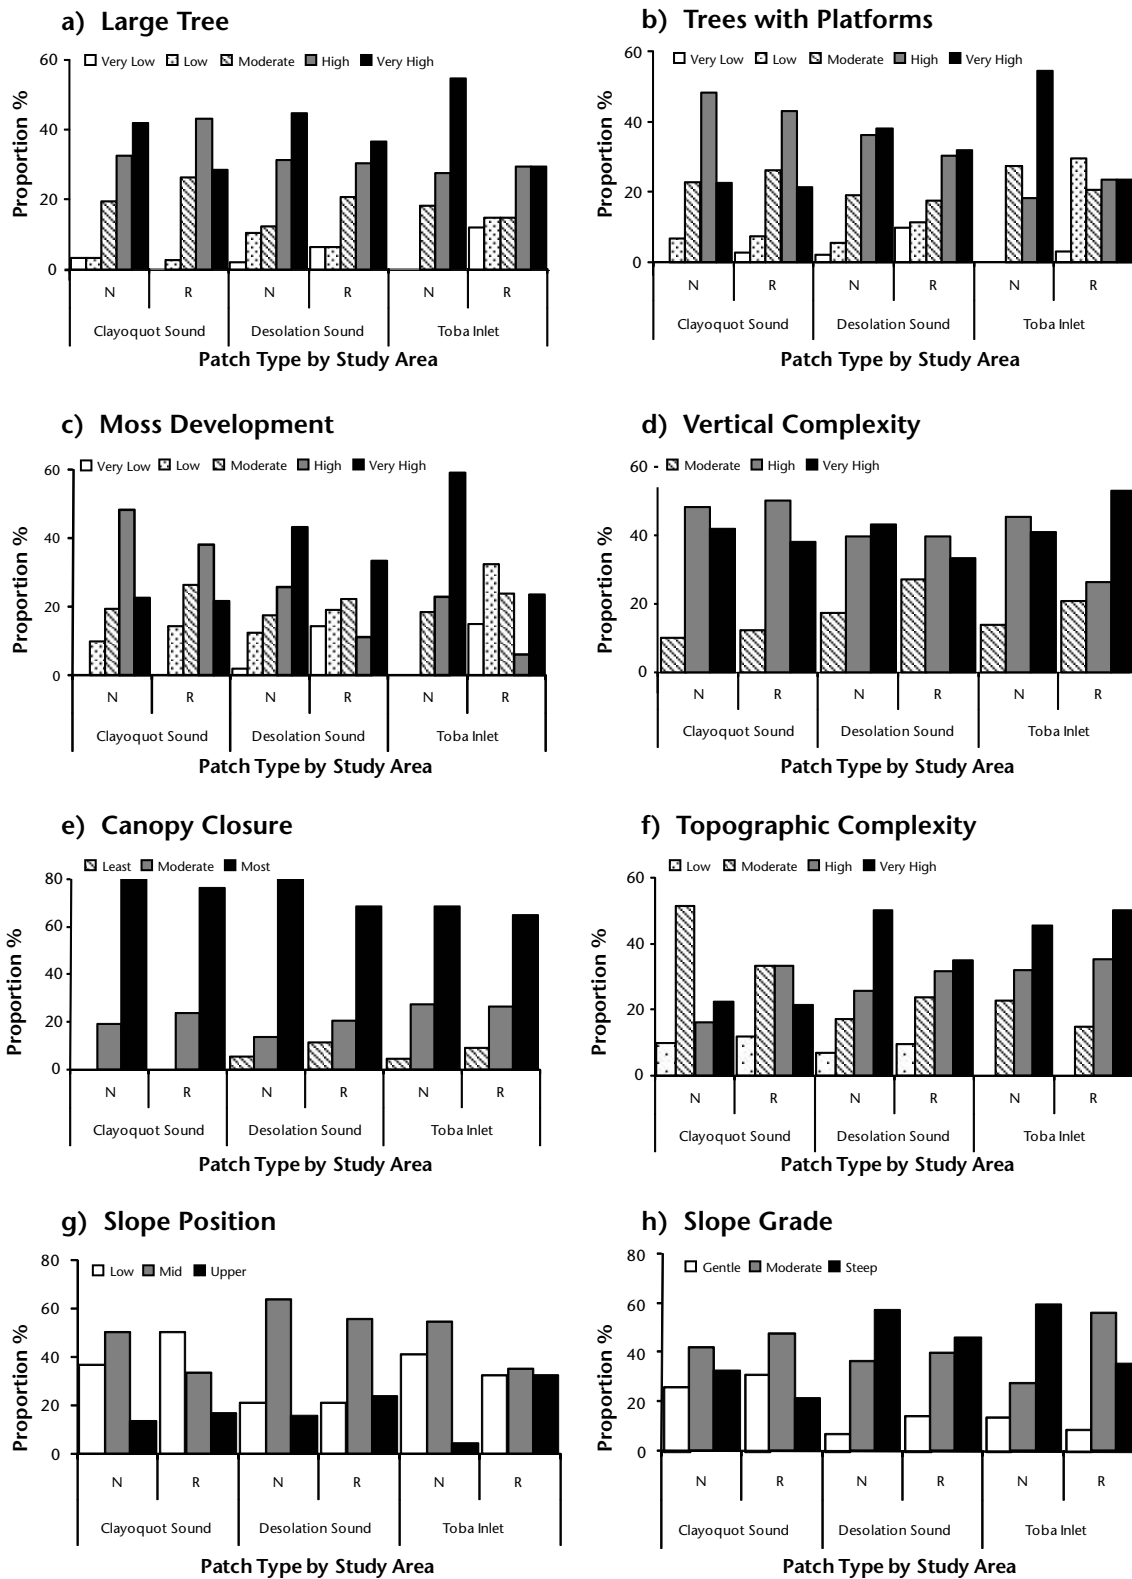 a) Large Tree
Very Low Low Moderate High Very High
60
40
20
0
Proportion %
N R N R N R
Clayoquot Sound Desolation Sound Toba Inlet
Patch Type by Study Area
b) Trees with Platforms
Very Low Low Moderate High Very High
60
40
20
0
Proportion %
N R N R N R
Clayoquot Sound Desolation Sound Toba Inlet
Patch Type by Study Area
c) Moss Development
Very Low Low Moderate High Very High
60
40
20
0
Proportion %
N R N R N R
Clayoquot Sound Desolation Sound Toba Inlet
Patch Type by Study Area
d) Vertical Complexity
Moderate High Very High
60
40
20
0
Proportion %
N R N R N R
Clayoquot Sound Desolation Sound Toba Inlet
Patch Type by Study Area
e) Canopy Closure
Least Moderate Most
80
60
40
20
0
Proportion %
N R N R N R
Clayoquot Sound Desolation Sound Toba Inlet
Patch Type by Study Area
f) Topographic Complexity
Low Moderate High Very High
60
40
20
0
Proportion %
N R N R N R
Clayoquot Sound Desolation Sound Toba Inlet
Patch Type by Study Area
g) Slope Position
Low Mid Upper
80
60
40
20
0
Proportion %
N R N R N R
Clayoquot Sound Desolation Sound Toba Inlet
Patch Type by Study Area
h) Slope Grade
Gentle Moderate Steep
80
60
40
20
0
Proportion %
N R N R N R
Clayoquot Sound Desolation Sound Toba Inlet
Patch Type by Study Area